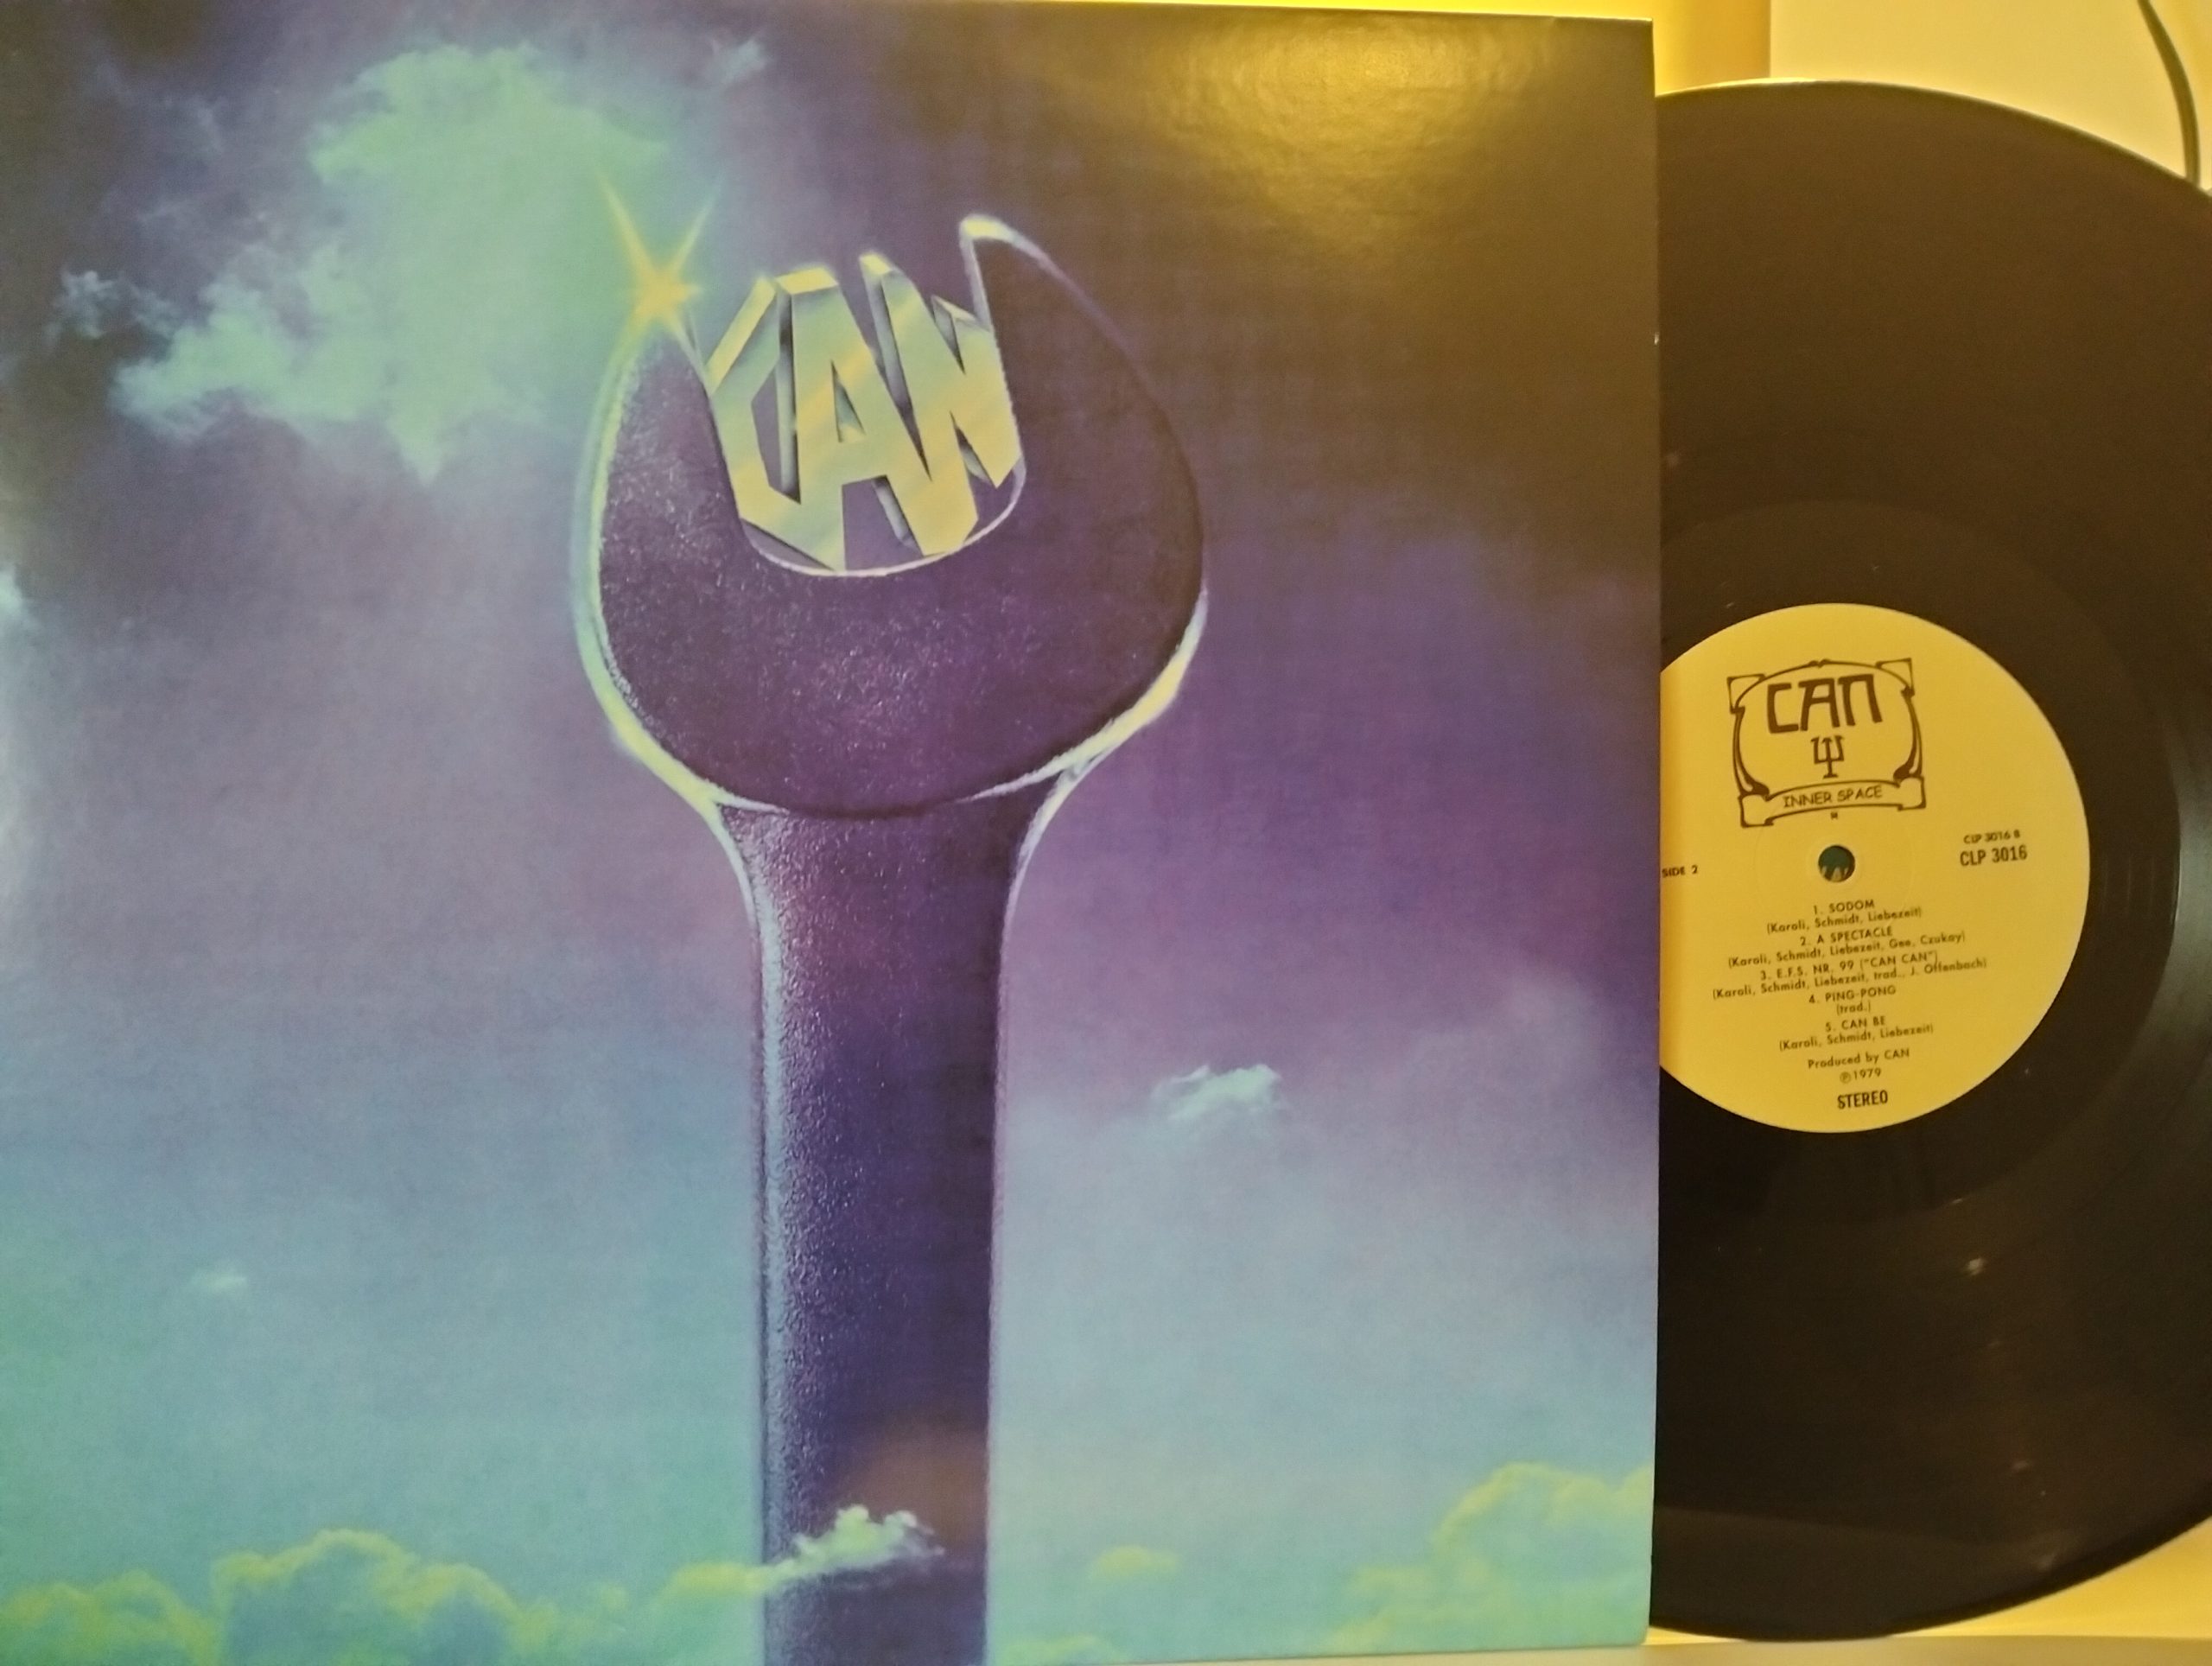 CAN
CAN
INNER SPACE
SIDE 2
CLP 3016 B
CLP 3016
1. SODOM
(Karoli, Schmidt, Liebezeit)
2. A SPECTACLE
(Karoli, Schmidt, Liebezeit, Gee, Czukay)
3. E.F.S. NR. 99 ("CAN CAN")
(Karoli, Schmidt, Liebezeit, trad., J. Offenbach)
4. PING-PONG
(trad.)
5. CAN BE
(Karoli, Schmidt, Liebezeit)
Produced by CAN
℗1979
STEREO